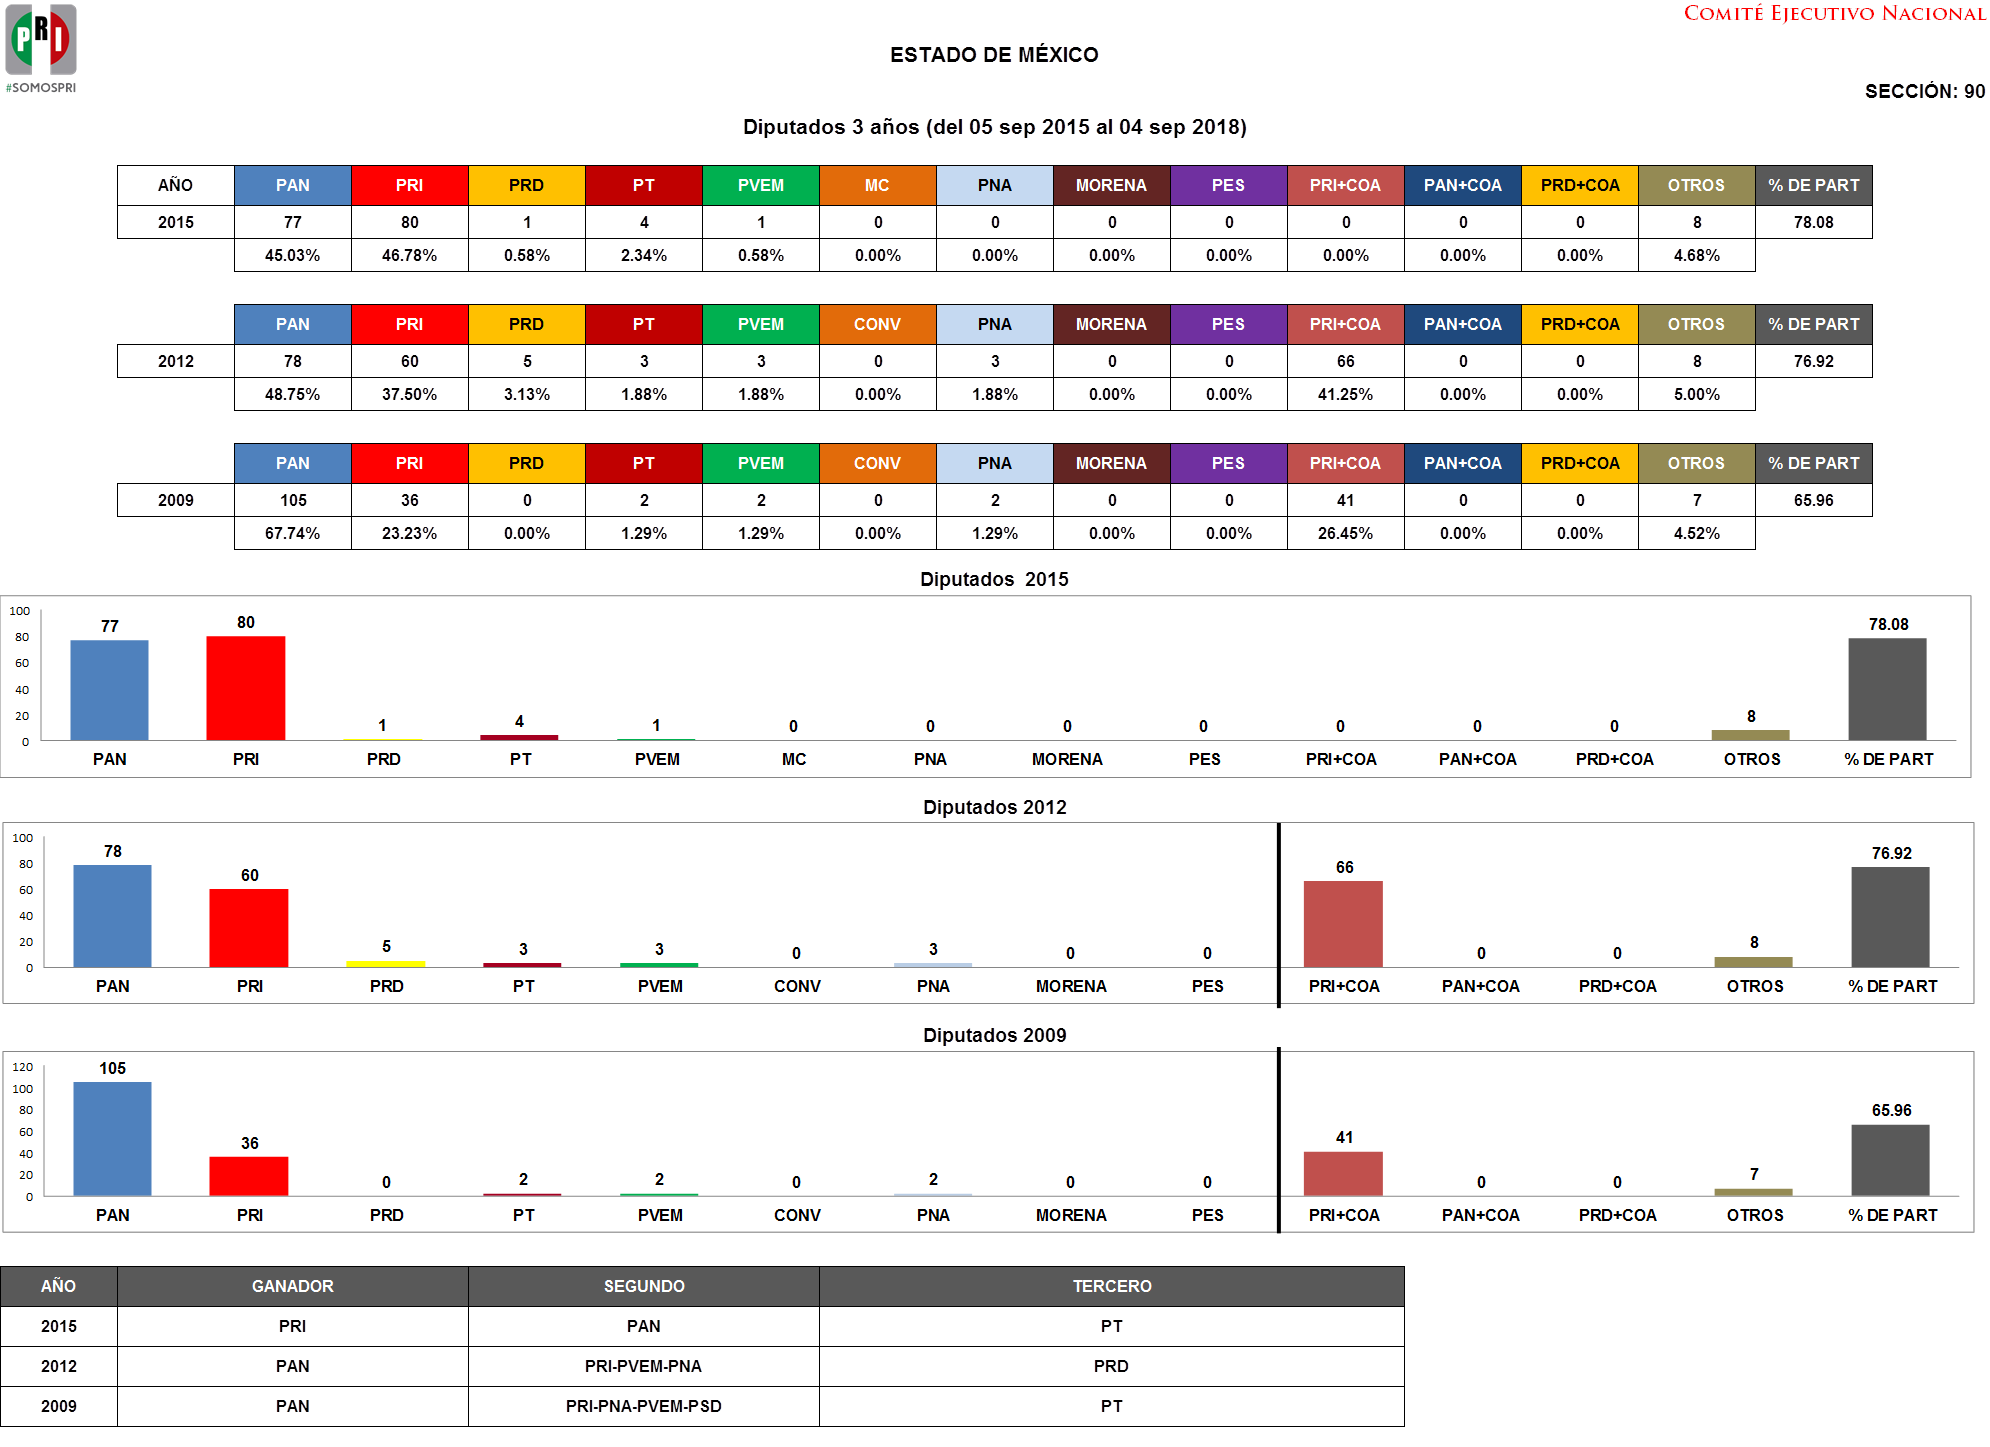 PRI
#SOMOSPRI
COMITÉ EJECUTIVO NACIONAL
ESTADO DE MÉXICO
SECCIÓN: 90
Diputados 3 años (del 05 sep 2015 al 04 sep 2018)
AÑO PAN PRI PRD PT PVEM MC PNA MORENA PES PRI+COA PAN+COA PRD+COA OTROS % DE PART
2015 77 80 1 4 1 0 0 0 0 0 0 0 8 78.08
45.03% 46.78% 0.58% 2.34% 0.58% 0.00% 0.00% 0.00% 0.00% 0.00% 0.00% 0.00% 4.68%
PAN PRI PRD PT PVEM CONV PNA MORENA PES PRI+COA PAN+COA PRD+COA OTROS % DE PART
2012 78 60 5 3 3 0 3 0 0 66 0 0 8 76.92
48.75% 37.50% 3.13% 1.88% 1.88% 0.00% 1.88% 0.00% 0.00% 41.25% 0.00% 0.00% 5.00%
PAN PRI PRD PT PVEM CONV PNA MORENA PES PRI+COA PAN+COA PRD+COA OTROS % DE PART
2009 105 36 0 2 2 0 2 0 0 41 0 0 7 65.96
67.74% 23.23% 0.00% 1.29% 1.29% 0.00% 1.29% 0.00% 0.00% 26.45% 0.00% 0.00% 4.52%
Diputados 2015
100
80
60
40
20
0
77 80 1 4 1 0 0 0 0 0 0 0 8 78.08
PAN PRI PRD PT PVEM MC PNA MORENA PES PRI+COA PAN+COA PRD+COA OTROS % DE PART
Diputados 2012
100
80
60
40
20
0
78 60 5 3 3 0 3 0 0 66 0 0 8 76.92
PAN PRI PRD PT PVEM CONV PNA MORENA PES PRI+COA PAN+COA PRD+COA OTROS % DE PART
Diputados 2009
120
100
80
60
40
20
0
105 36 0 2 2 0 2 0 0 41 0 0 7 65.96
PAN PRI PRD PT PVEM CONV PNA MORENA PES PRI+COA PAN+COA PRD+COA OTROS % DE PART
AÑO GANADOR SEGUNDO TERCERO
2015 PRI PAN PT
2012 PAN PRI-PVEM-PNA PRD
2009 PAN PRI-PNA-PVEM-PSD PT